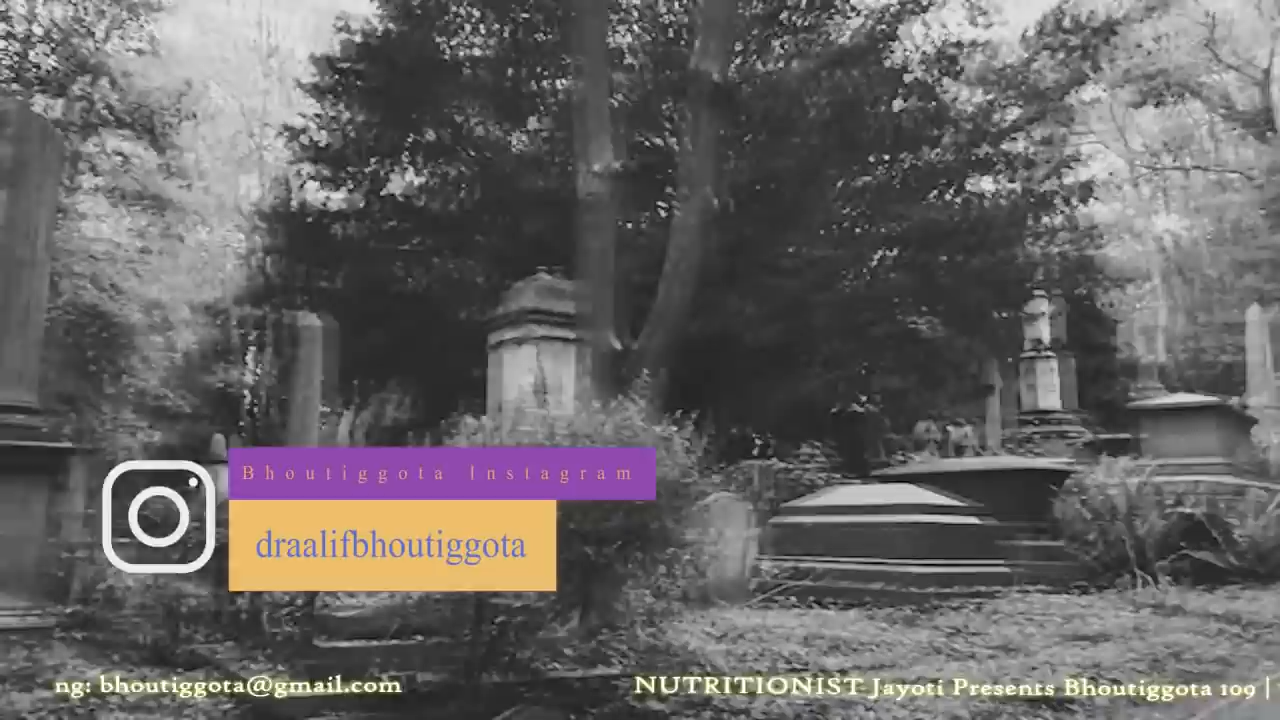 Bhoutiggota Instagram
draalifbhoutiggota
ng: bhoutiggota@gmail.com NUTRITIONIST Jayoti Presents Bhoutiggota 109 |